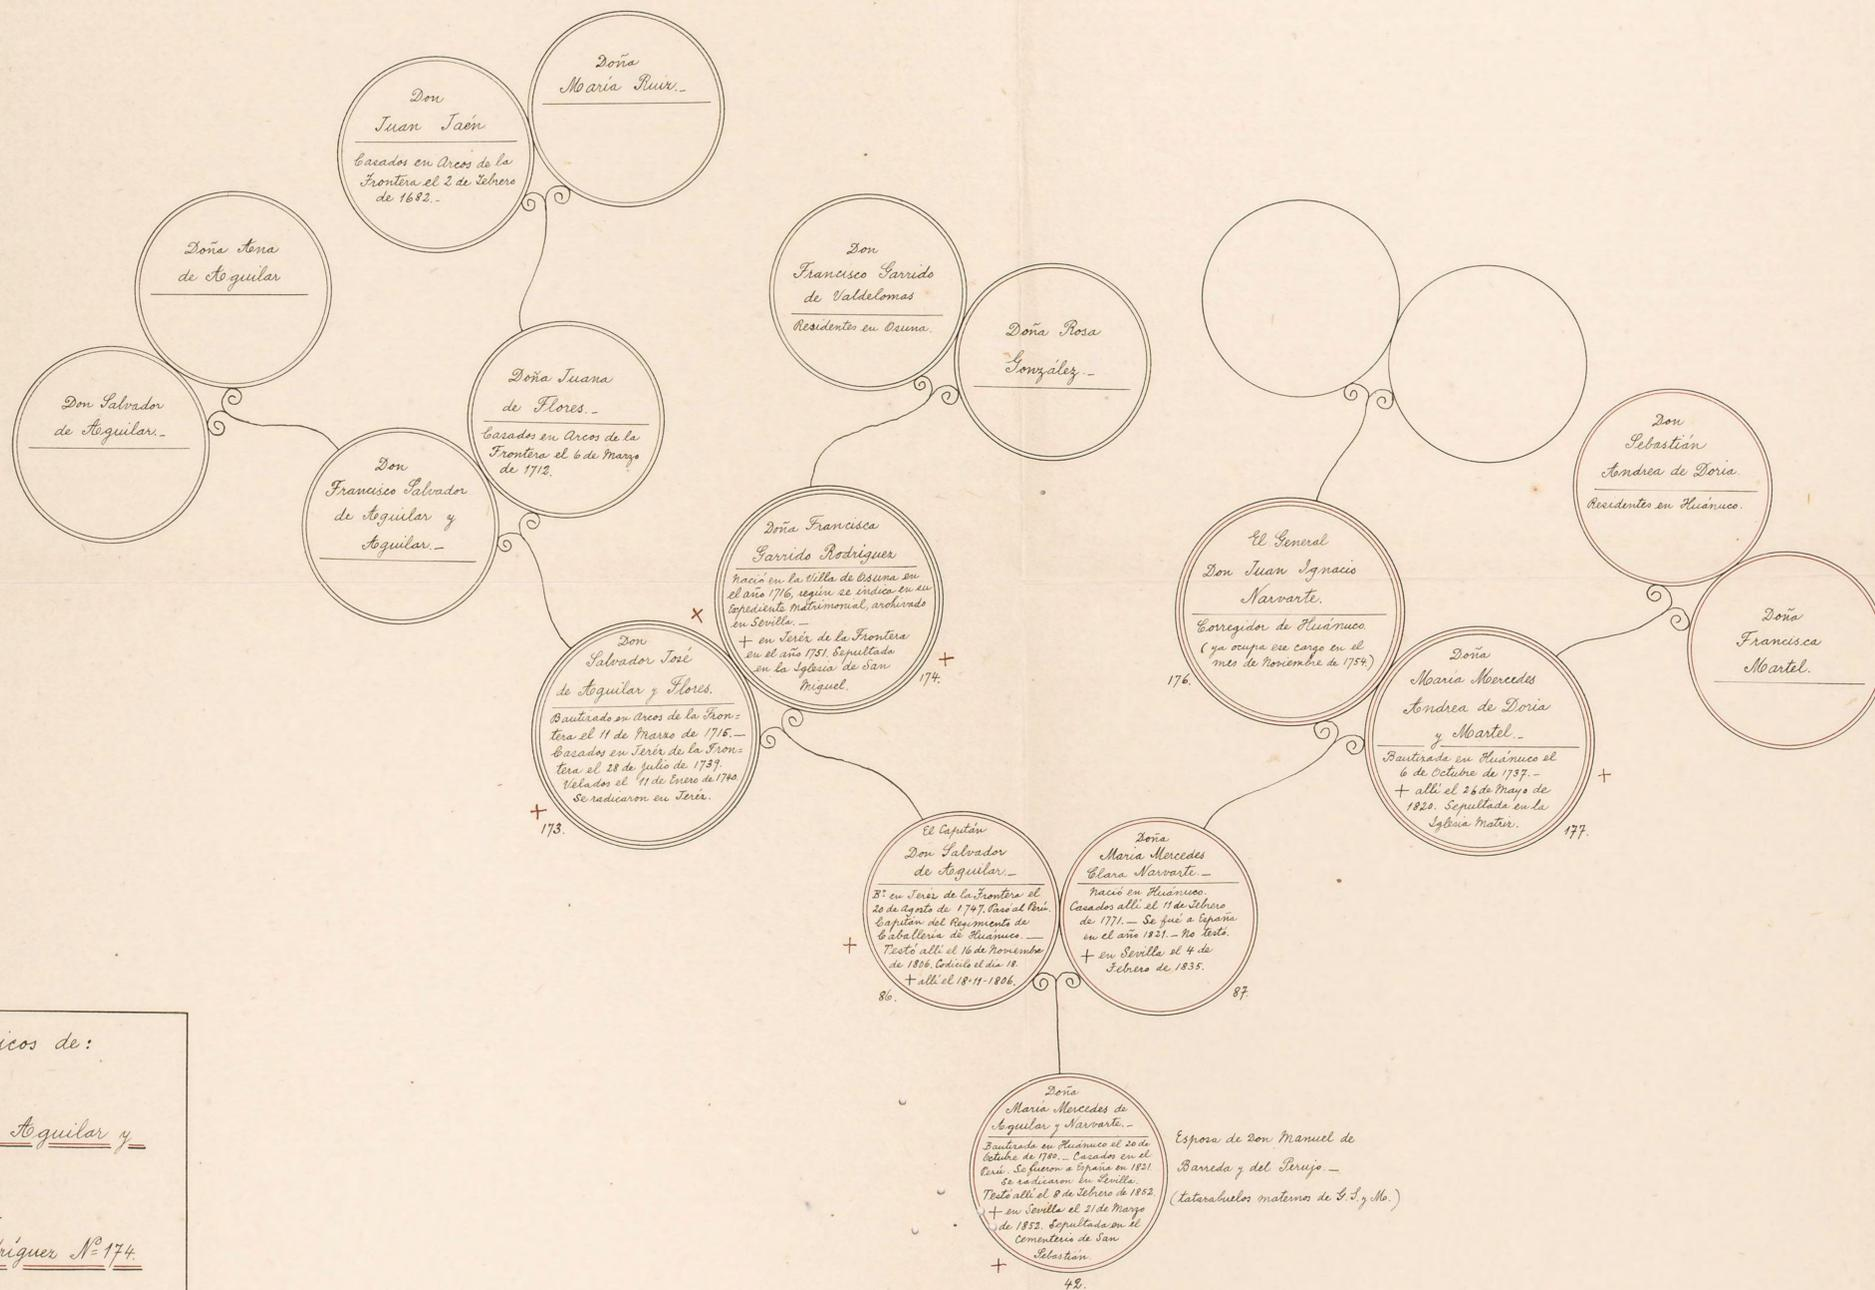 Doña
María Ruiz._
Don
Juan Jaén
Casados en Arcos de la
Frontera el 2 de Febrero
de 1682._
Doña Ana
de Aguilar
Don Salvador
de Aguilar._
Doña Juana
de Flores._
Casados en Arcos de la
Frontera el 6 de Marzo
de 1712.
Don
Francisco Salvador
de Aguilar y
Aguilar._
Don
Francisco Garrido
de Valdelomas
Residentes en Osuna.
Doña Rosa
González._
Doña Francisca
Garrido Rodríguez
Nació en la Villa de Osuna en
el año 1716, según se indica en su
Expediente Matrimonial, archivado
en Sevilla._
+ en Jeréz de la Frontera
en el año 1751. Sepultada
en la Iglesia de San
Miguel.
174.
Don
Salvador José
de Aguilar y Flores.
Bautizado en Arcos de la Fron=
tera el 11 de Marzo de 1715._
Casados en Jeréz de la Fron=
tera el 28 de Julio de 1739.
Velados el 11 de Enero de 1740.
Se radicaron en Jeréz.
173.
Don
Sebastián
Andrea de Doria.
Residentes en Huánuco.
Doña
Francisca
Martel.
El General
Don Juan Ignacio
Narvarte.
Corregidor de Huánuco.
(ya ocupa ese cargo en el
mes de Noviembre de 1754.)
176.
Doña
María Mercedes
Andrea de Doria
y Martel._
Bautizada en Huánuco el
6 de Octubre de 1737._
+ allí el 26 de Mayo de
1820. Sepultada en la
Iglesia Matriz.
177.
El Capitán
Don Salvador
de Aguilar._
Bº en Jeréz de la Frontera el
20 de Agosto de 1.747. Pasó al Perú.
Capitán del Regimiento de
Caballería de Huánuco._
Testó allí el 16 de Noviembre
de 1806. Codicilo el día 18.
+ allí el 18-11-1806.
86.
Doña
María Mercedes
Clara Narvarte._
Nació en Huánuco.
Casados allí el 11 de Febrero
de 1771._ Se fué a España
en el año 1821._ No testó.
+ en Sevilla el 4 de
Febrero de 1835.
87.
Doña
María Mercedes de
Aguilar y Narvarte._
Bautizada en Huánuco el 20 de
Octubre de 1780._ Casados en el
Perú. Se fueron a España en 1821.
Se radicaron en Sevilla.
Testó allí el 8 de Febrero de 1852.
+ en Sevilla el 21 de Marzo
de 1852. Sepultada en el
Cementerio de San
Sebastián.
42.
Esposa de Don Manuel de
Barreda y del Perujo._
(tatarabuelos maternos de G. S. y M.)
icos de:
Aguilar y
ríguez Nº 174.